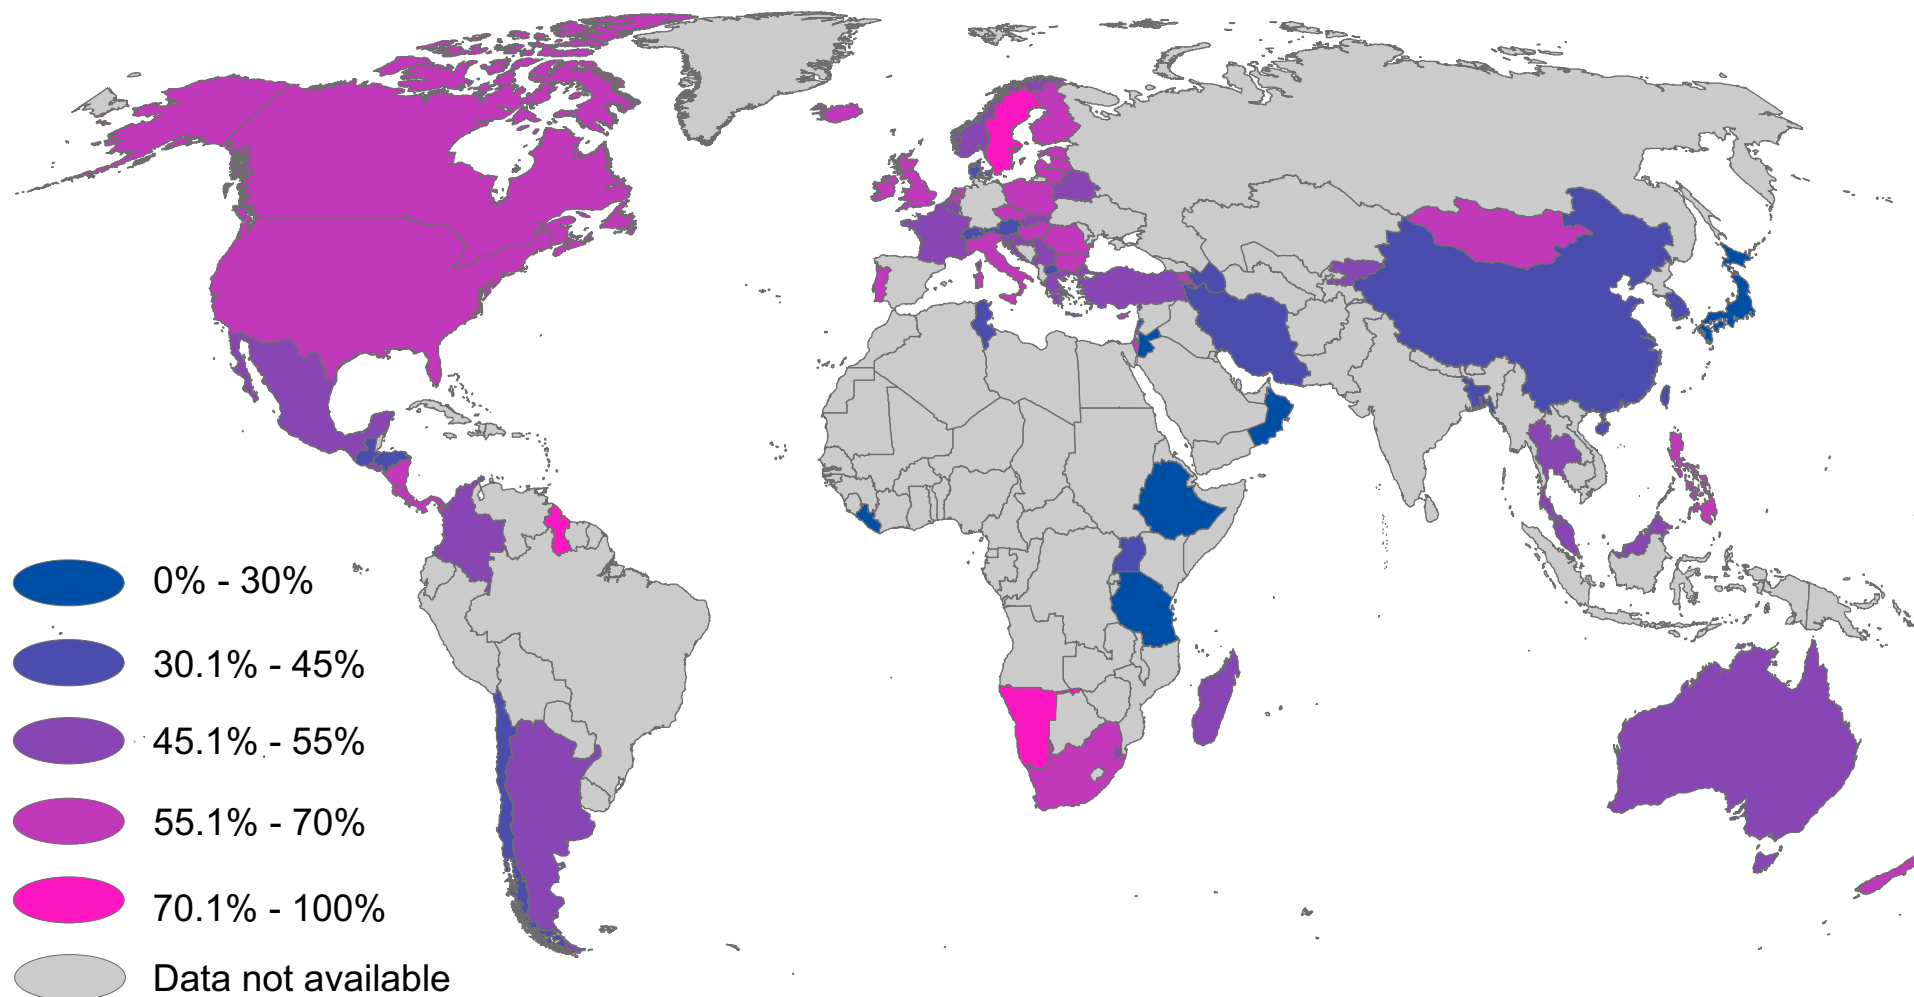 0% - 30%
30.1% - 45%
45.1% - 55%
55.1% - 70%
70.1% - 100%
Data not available